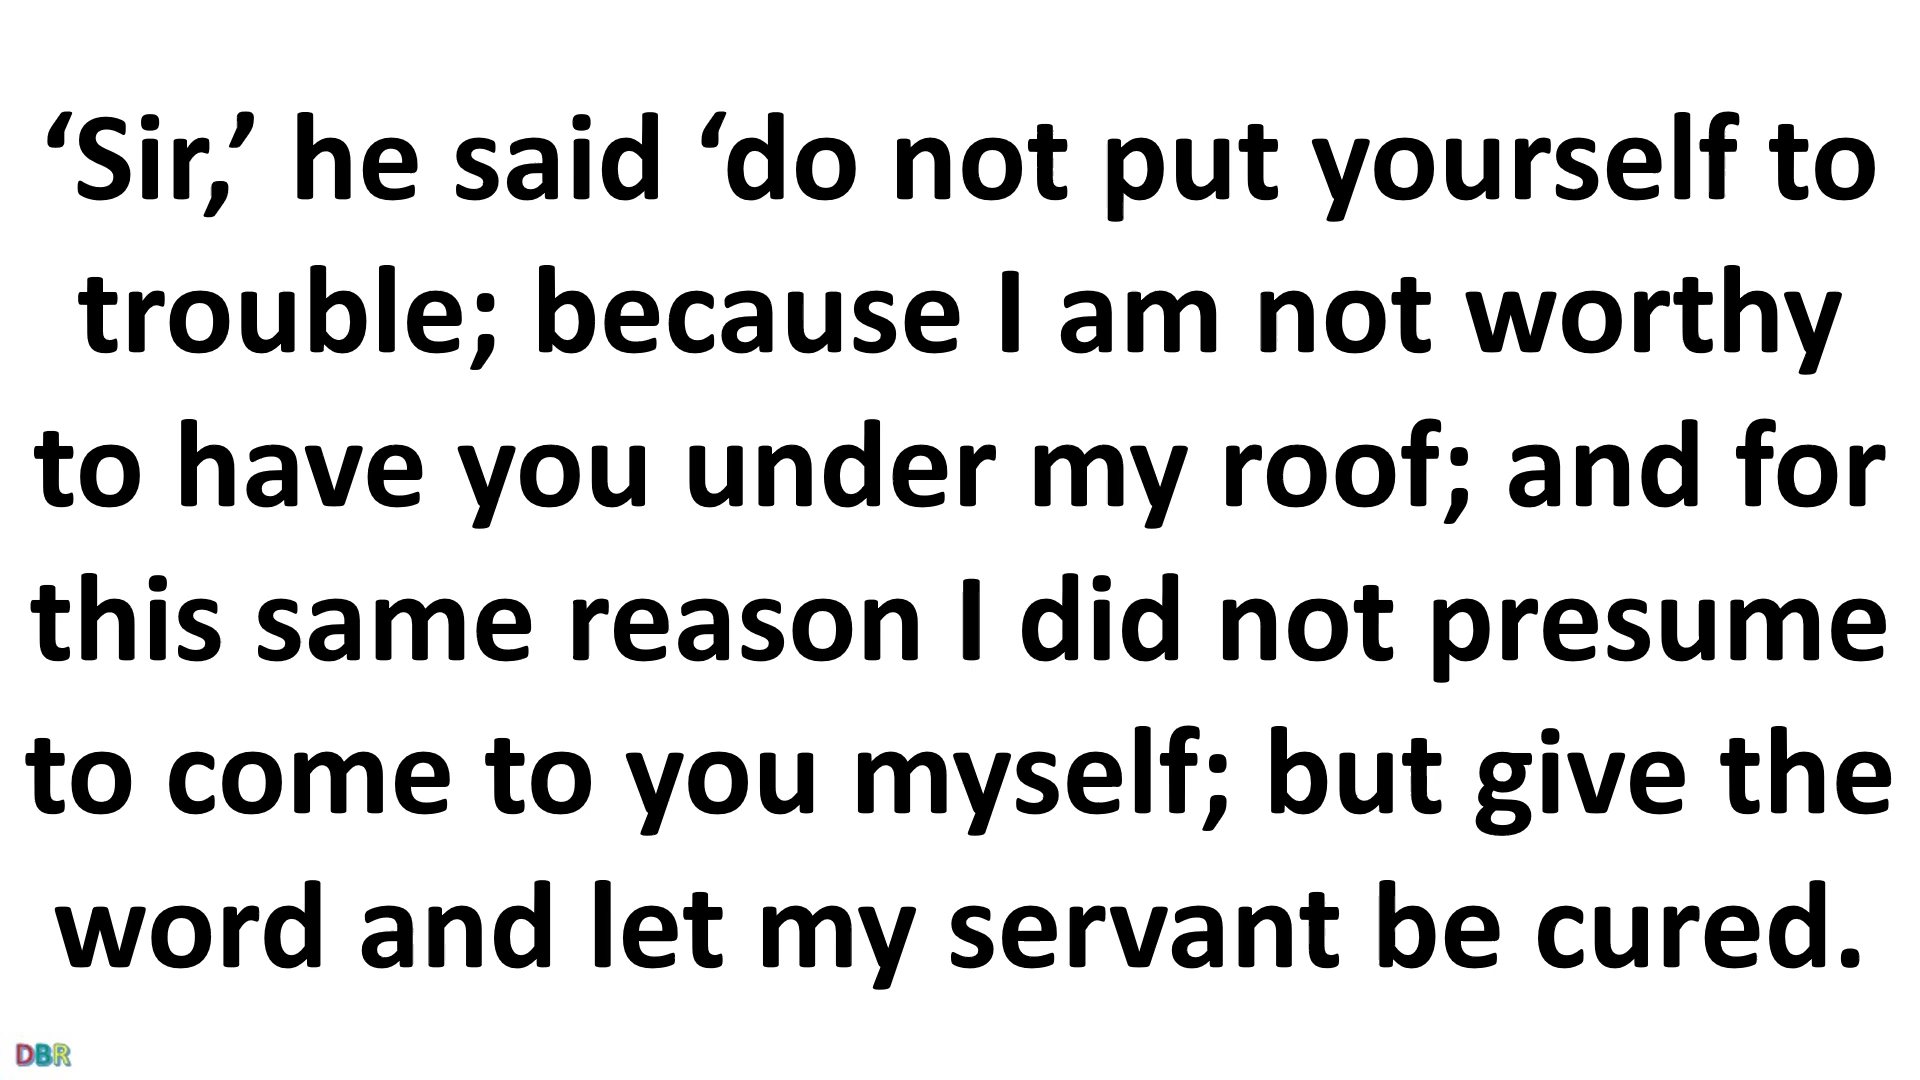 ‘Sir,’ he said ‘do not put yourself to
trouble; because I am not worthy
to have you under my roof; and for
this same reason I did not presume
to come to you myself; but give the
word and let my servant be cured.
DBR